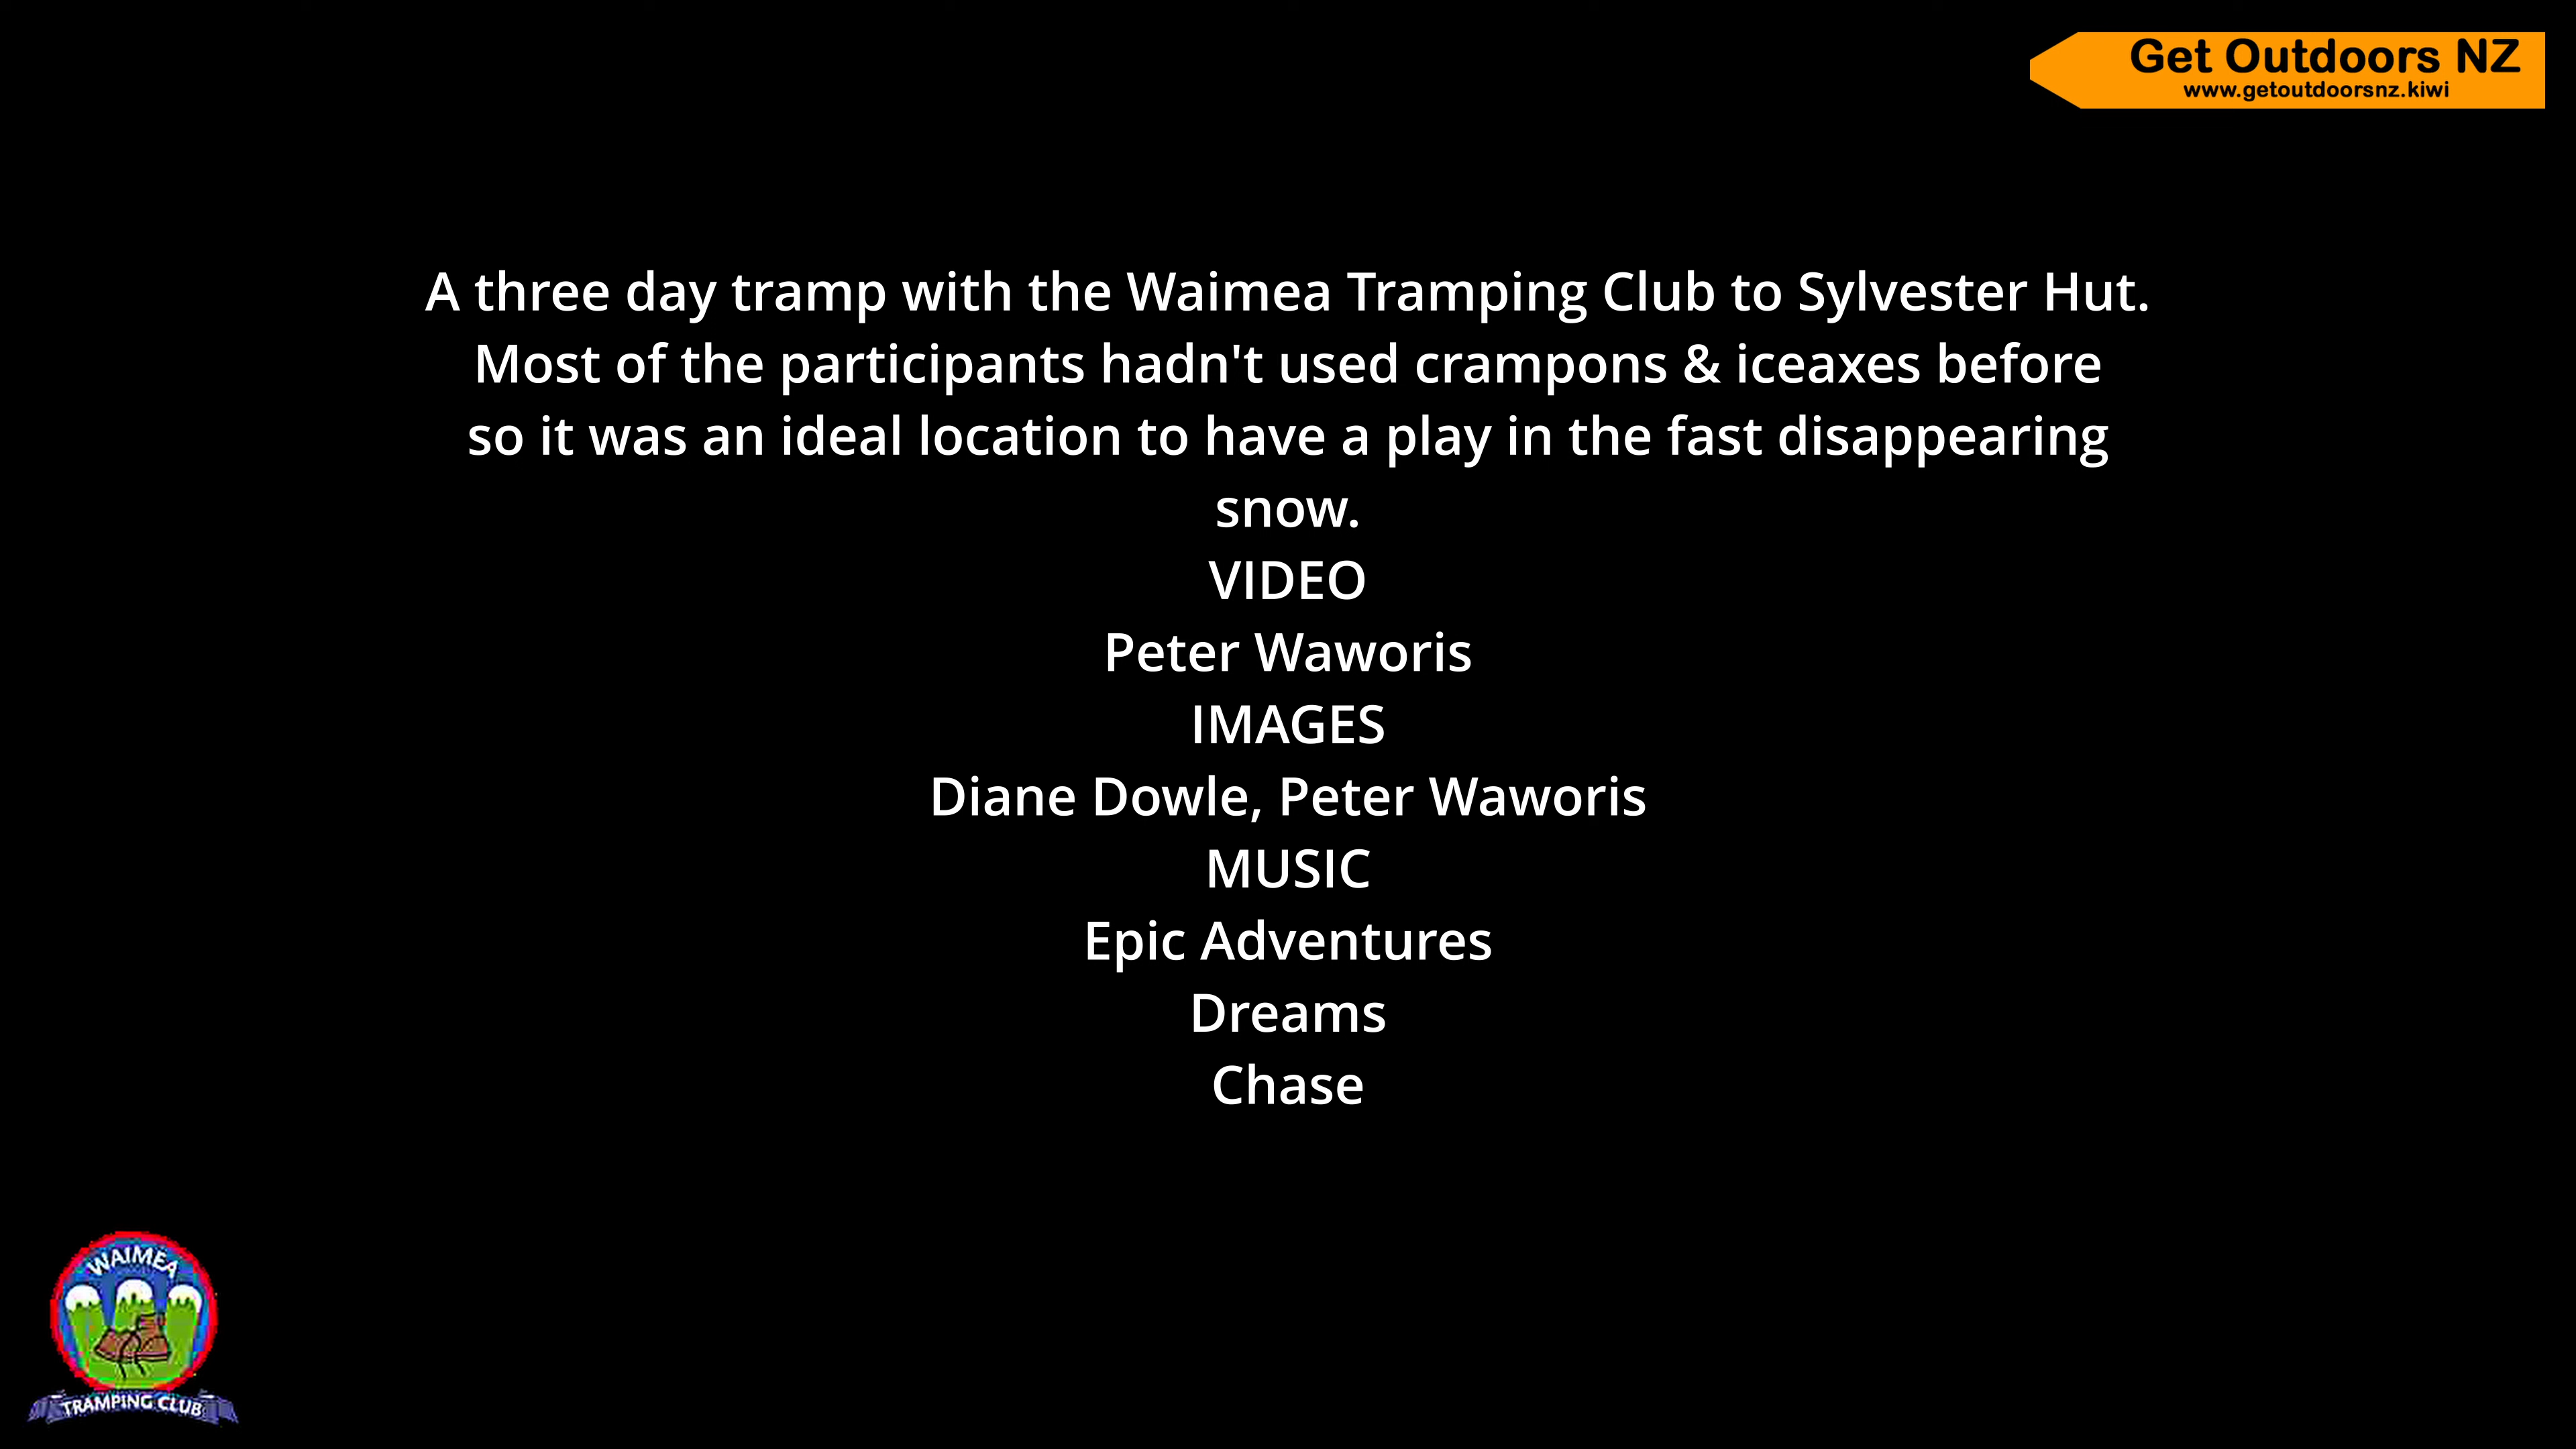 Get Outdoors NZ
www.getoutdoorsnz.kiwi
A three day tramp with the Waimea Tramping Club to Sylvester Hut.
Most of the participants hadn't used crampons & iceaxes before
so it was an ideal location to have a play in the fast disappearing
snow.
VIDEO
Peter Waworis
IMAGES
Diane Dowle, Peter Waworis
MUSIC
Epic Adventures
Dreams
Chase
WAIMEA
TRAMPING CLUB